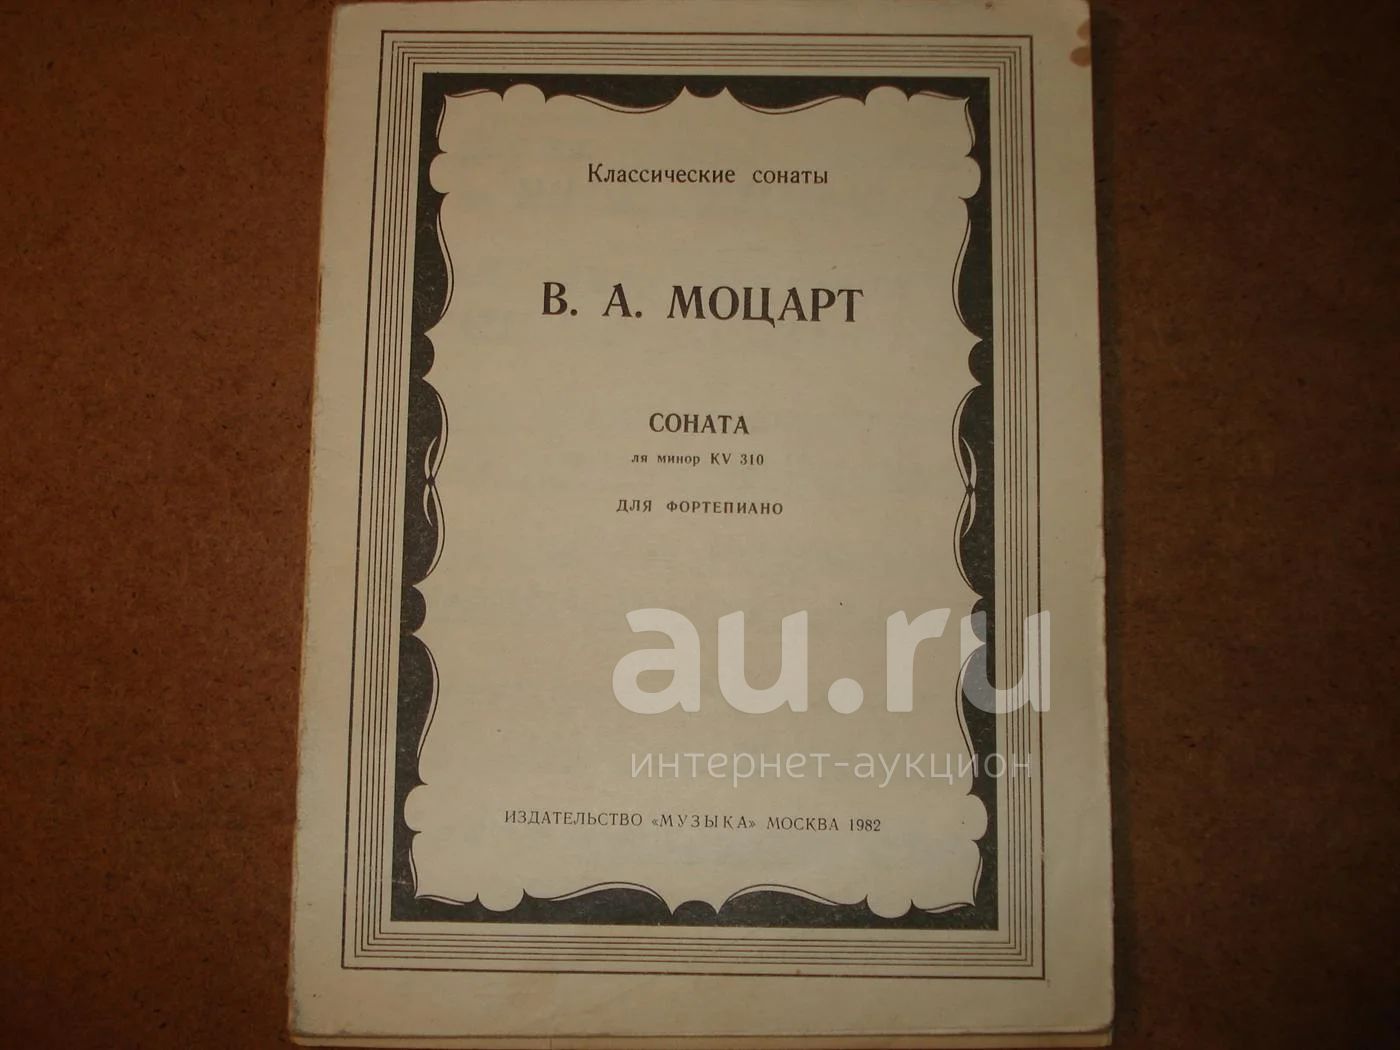 Классические сонаты
В. А. МОЦАРТ
СОНАТА
ля минор KV 310
ДЛЯ ФОРТЕПИАНО
au.ru
интернет-аукцион
ИЗДАТЕЛЬСТВО «МУЗЫКА» МОСКВА 1982